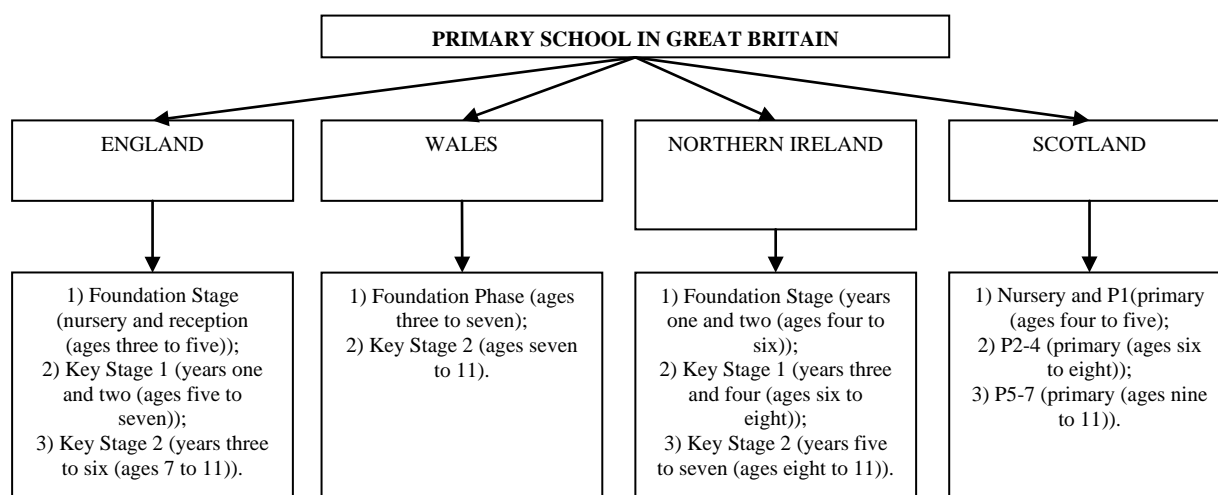 PRIMARY SCHOOL IN GREAT BRITAIN
ENGLAND
WALES
NORTHERN IRELAND
SCOTLAND
1) Foundation Stage
(nursery and reception
(ages three to five));
2) Key Stage 1 (years one
and two (ages five to
seven));
3) Key Stage 2 (years three
to six (ages 7 to 11)).
1) Foundation Phase (ages
three to seven);
2) Key Stage 2 (ages seven
to 11).
1) Foundation Stage (years
one and two (ages four to
six));
2) Key Stage 1 (years three
and four (ages six to
eight));
3) Key Stage 2 (years five
to seven (ages eight to 11)).
1) Nursery and P1(primary
(ages four to five);
2) P2-4 (primary (ages six
to eight));
3) P5-7 (primary (ages nine
to 11)).